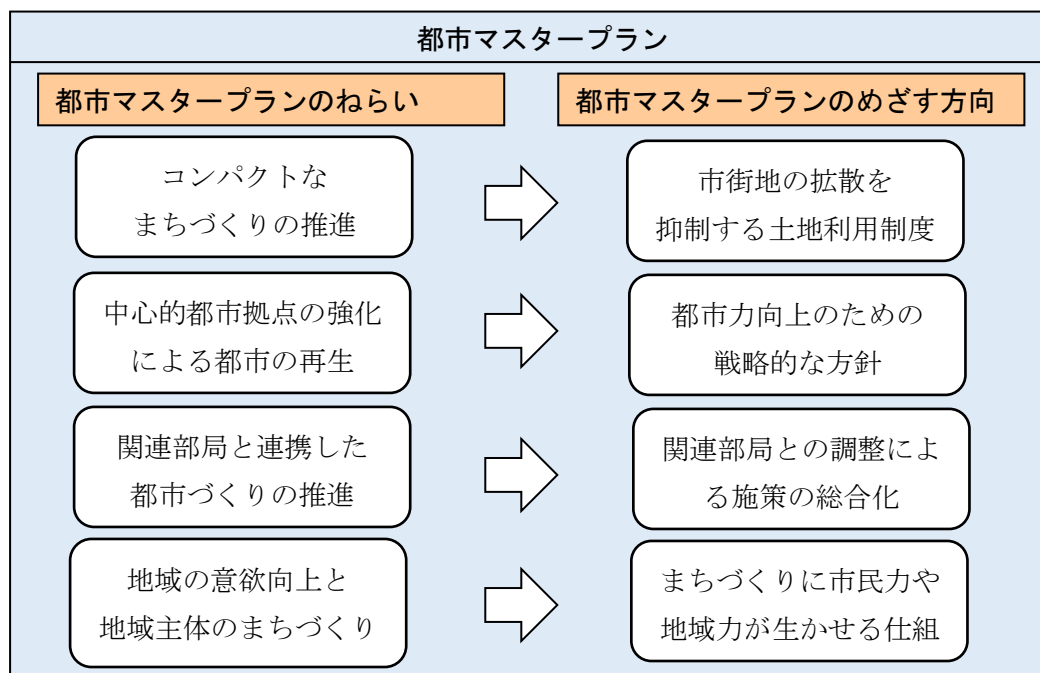 都市マスタープラン
都市マスタープランのねらい
都市マスタープランのめざす方向
コンパクトな
まちづくりの推進
市街地の拡散を
抑制する土地利用制度
中心的都市拠点の強化
による都市の再生
都市力向上のための
戦略的な方針
関連部局と連携した
都市づくりの推進
関連部局との調整によ
る施策の総合化
地域の意欲向上と
地域主体のまちづくり
まちづくりに市民力や
地域力が生かせる仕組